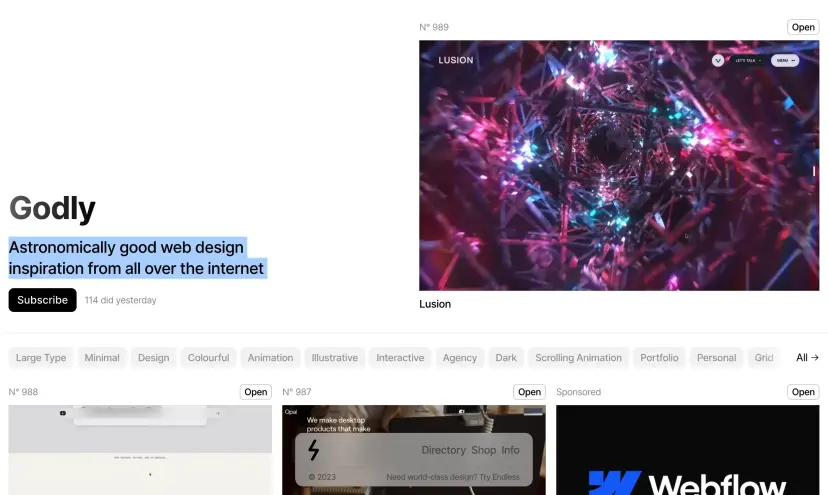 N° 989
Open
LUSION
LET'S TALK
MENU
Godly
Astronomically good web design
inspiration from all over the internet
Subscribe
114 did yesterday
Lusion
Large Type
Minimal
Design
Colourful
Animation
Illustrative
Interactive
Agency
Dark
Scrolling Animation
Portfolio
Personal
Grid
All →
N° 988
Open
N° 987
Open
Sponsored
Open
Opal
We make desktop
products that make
Directory Shop Info
© 2023
Need world-class design? Try Endless
Webflow